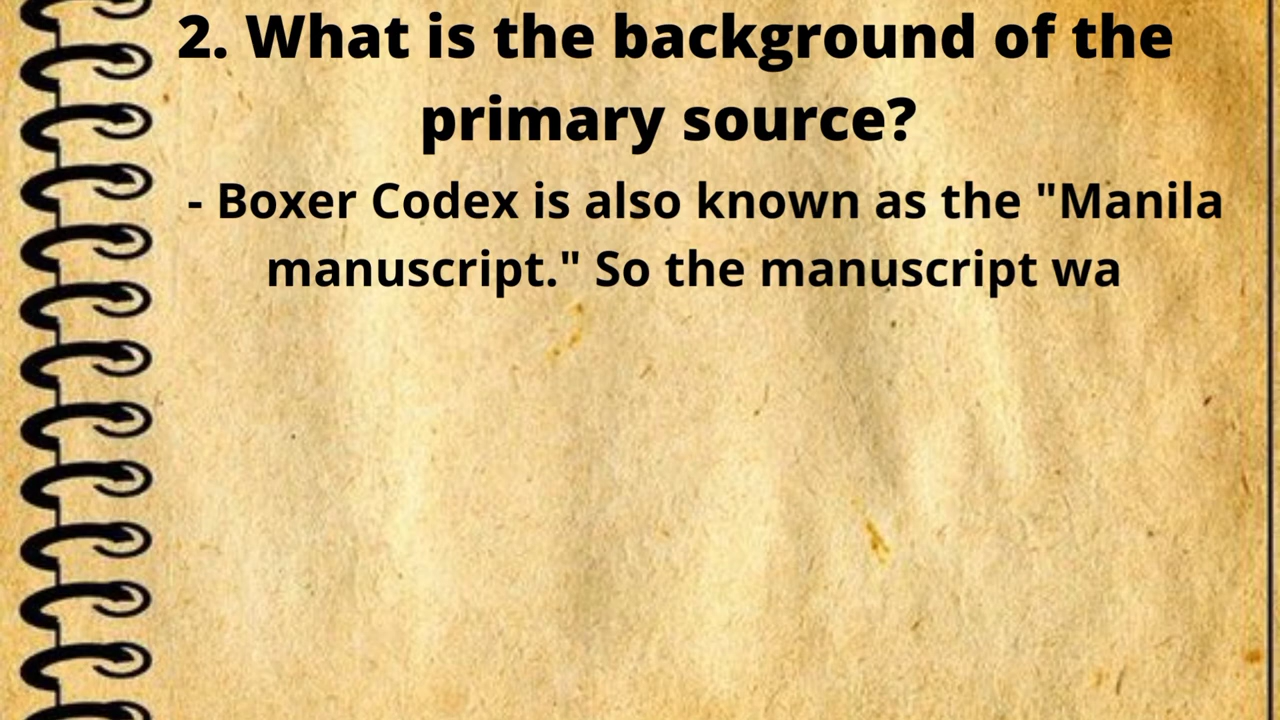 2. What is the background of the
primary source?
- Boxer Codex is also known as the "Manila
manuscript." So the manuscript wa